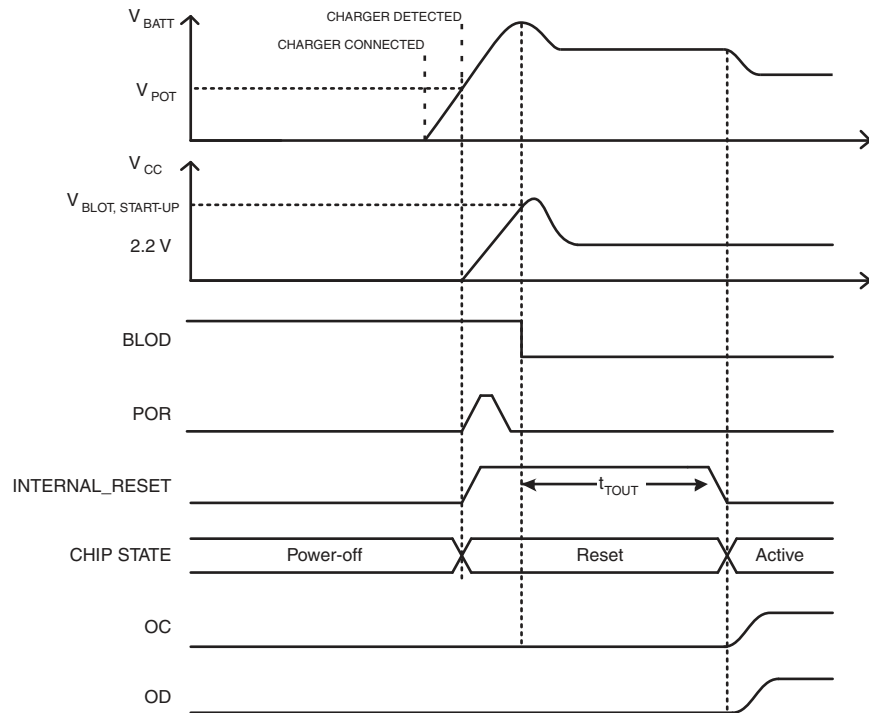 V BATT
CHARGER DETECTED
CHARGER CONNECTED
V POT
V CC
V BLOT, START-UP
2.2 V
BLOD
POR
INTERNAL_RESET
t TOUT
CHIP STATE
Power-off
Reset
Active
OC
OD